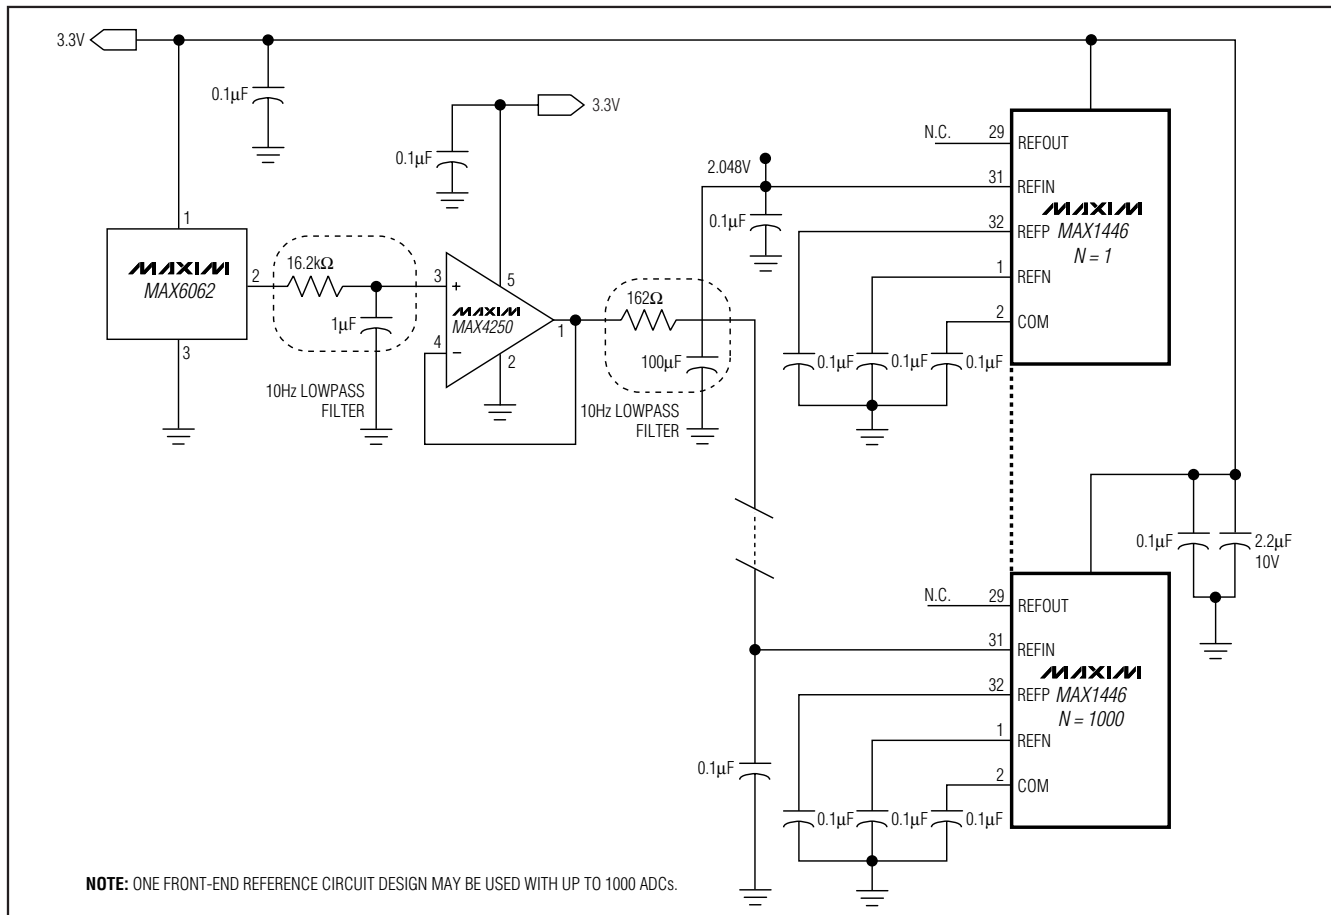 3.3V
0.1µF
3.3V
0.1µF
N.C.
29
REFOUT
2.048V
31
REFIN
0.1µF
32
REFP
MAXIM
MAX1446
N = 1
1
REFN
2
COM
0.1µF
0.1µF
0.1µF
1
MAXIM
MAX6062
2
3
16.2kΩ
1µF
10Hz LOWPASS
FILTER
3
+
5
MAXIM
MAX4250
1
4
−
2
162Ω
100µF
10Hz LOWPASS
FILTER
0.1µF
2.2µF
10V
N.C.
29
REFOUT
31
REFIN
MAXIM
32
REFP
MAX1446
N = 1000
1
REFN
0.1µF
2
COM
0.1µF
0.1µF
0.1µF
NOTE: ONE FRONT-END REFERENCE CIRCUIT DESIGN MAY BE USED WITH UP TO 1000 ADCs.